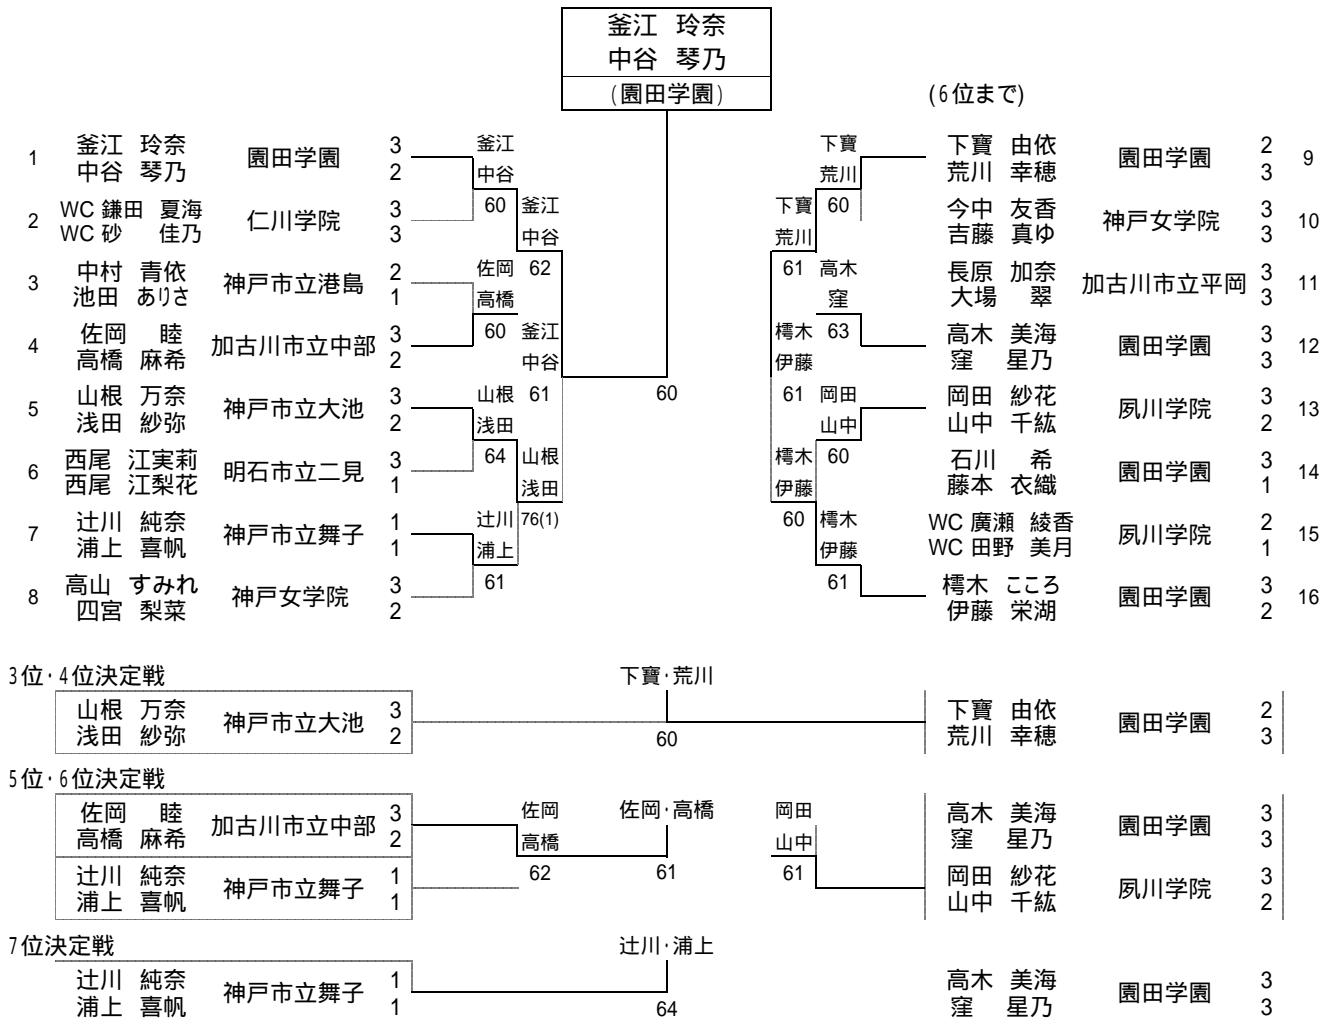 釜江 玲奈
中谷 琴乃
(園田学園)
(6位まで)
1 釜江 玲奈 中谷 琴乃 園田学園 3 2
2 WC 鎌田 夏海 WC 砂 佳乃 仁川学院 3 3
3 中村 青依 池田 ありさ 神戸市立港島 2 1
4 佐岡 睦 高橋 麻希 加古川市立中部 3 2
5 山根 万奈 浅田 紗弥 神戸市立大池 3 2
6 西尾 江実莉 西尾 江梨花 明石市立二見 3 1
7 辻川 純奈 浦上 喜帆 神戸市立舞子 1 1
8 高山 すみれ 四宮 梨菜 神戸女学院 3 2
釜江
中谷
60
佐岡
高橋
60
山根
浅田
64
辻川
浦上
61
釜江
中谷
62
山根
浅田
76(1)
釜江
中谷
61
60
下寶
荒川
60
高木
窪
63
岡田
山中
60
樗木
伊藤
61
下寶
荒川
61
樗木
伊藤
60
樗木
伊藤
61
下寶 由依 荒川 幸穂 園田学園 2 3 9
今中 友香 吉藤 真ゆ 神戸女学院 3 3 10
長原 加奈 大場 翠 加古川市立平岡 3 3 11
高木 美海 窪 星乃 園田学園 3 3 12
岡田 紗花 山中 千紘 夙川学院 3 2 13
石川 希 藤本 衣織 園田学園 3 1 14
WC 廣瀬 綾香 WC 田野 美月 夙川学院 2 1 15
樗木 こころ 伊藤 栄湖 園田学園 3 2 16
3位・4位決定戦
山根 万奈 浅田 紗弥 神戸市立大池 3 2
下寶・荒川
60
下寶 由依 荒川 幸穂 園田学園 2 3
5位・6位決定戦
佐岡 睦 高橋 麻希 加古川市立中部 3 2
辻川 純奈 浦上 喜帆 神戸市立舞子 1 1
佐岡
高橋
62
佐岡・高橋
61
岡田
山中
61
高木 美海 窪 星乃 園田学園 3 3
岡田 紗花 山中 千紘 夙川学院 3 2
7位決定戦
辻川 純奈 浦上 喜帆 神戸市立舞子 1 1
辻川・浦上
64
高木 美海 窪 星乃 園田学園 3 3